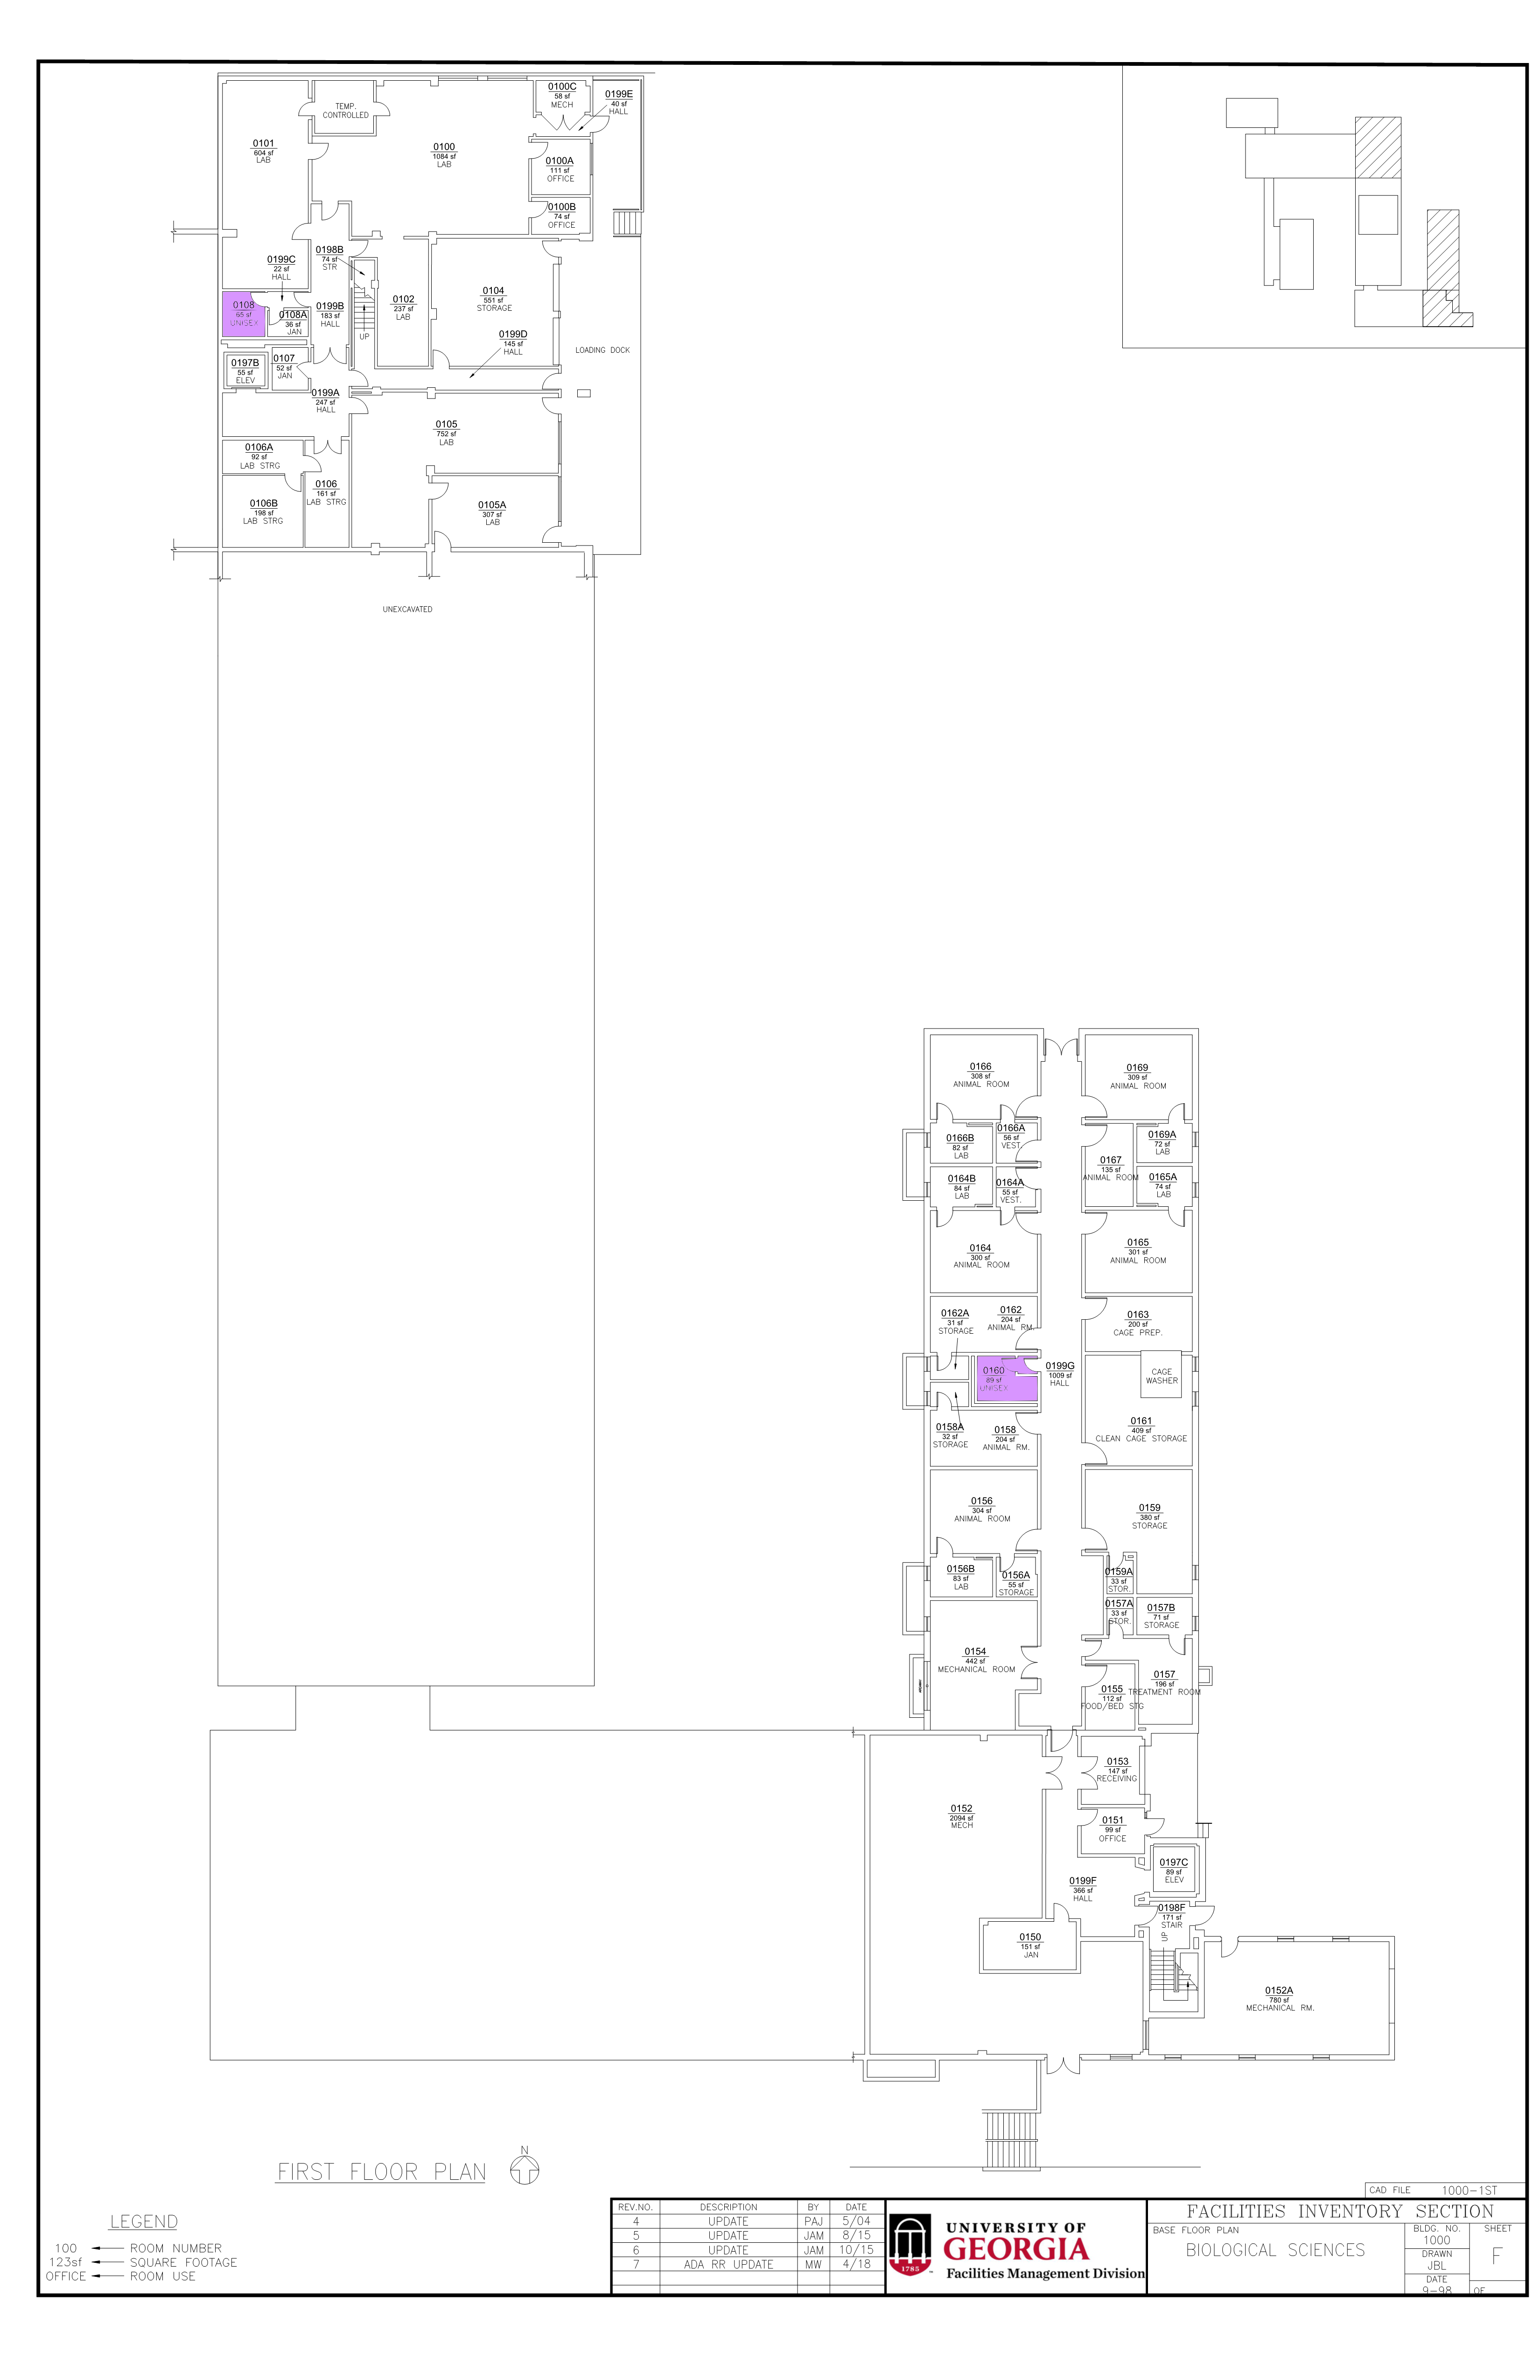 0100C
58 sf
MECH
0199E
40 sf
HALL
TEMP.
CONTROLLED
0101
604 sf
LAB
0100
1084 sf
LAB
0100A
111 sf
OFFICE
0100B
74 sf
OFFICE
0198B
74 sf
STR
0199C
22 sf
HALL
0108
65 sf
UNISEX
0108A
36 sf
JAN
0199B
183 sf
HALL
UP
0102
237 sf
LAB
0104
551 sf
STORAGE
0199D
145 sf
HALL
LOADING DOCK
0197B
55 sf
ELEV
0107
52 sf
JAN
0199A
247 sf
HALL
0105
752 sf
LAB
0106A
92 sf
LAB STRG
0106
161 sf
LAB STRG
0106B
198 sf
LAB STRG
0105A
307 sf
LAB
UNEXCAVATED
0166
308 sf
ANIMAL ROOM
0169
309 sf
ANIMAL ROOM
0166B
82 sf
LAB
0166A
56 sf
VEST.
0167
135 sf
ANIMAL ROOM
0169A
72 sf
LAB
0164B
84 sf
LAB
0164A
55 sf
VEST.
0165A
74 sf
LAB
0164
300 sf
ANIMAL ROOM
0165
301 sf
ANIMAL ROOM
0162A
31 sf
STORAGE
0162
204 sf
ANIMAL RM.
0163
200 sf
CAGE PREP.
0160
89 sf
UNISEX
0199G
1009 sf
HALL
CAGE
WASHER
0158A
32 sf
STORAGE
0158
204 sf
ANIMAL RM.
0161
409 sf
CLEAN CAGE STORAGE
0156
304 sf
ANIMAL ROOM
0159
380 sf
STORAGE
0156B
83 sf
LAB
0156A
55 sf
STORAGE
0159A
33 sf
STOR.
0157A
33 sf
STOR.
0157B
71 sf
STORAGE
0154
442 sf
MECHANICAL ROOM
0155
112 sf
FOOD/BED STG
0157
196 sf
TREATMENT ROOM
0153
147 sf
RECEIVING
0152
2094 sf
MECH
0151
99 sf
OFFICE
0197C
89 sf
ELEV
0199F
366 sf
HALL
0198F
171 sf
STAIR
UP
0150
151 sf
JAN
0152A
780 sf
MECHANICAL RM.
FIRST FLOOR PLAN
N
LEGEND
100 ROOM NUMBER
123sf SQUARE FOOTAGE
OFFICE ROOM USE
REV.NO. DESCRIPTION BY DATE
4 UPDATE PAJ 5/04
5 UPDATE JAM 8/15
6 UPDATE JAM 10/15
7 ADA RR UPDATE MW 4/18
1785
UNIVERSITY OF
GEORGIA
Facilities Management Division
CAD FILE 1000-1ST
FACILITIES INVENTORY SECTION
BASE FLOOR PLAN
BIOLOGICAL SCIENCES
BLDG. NO.
1000
DRAWN
JBL
DATE
9-98
SHEET
F
OF